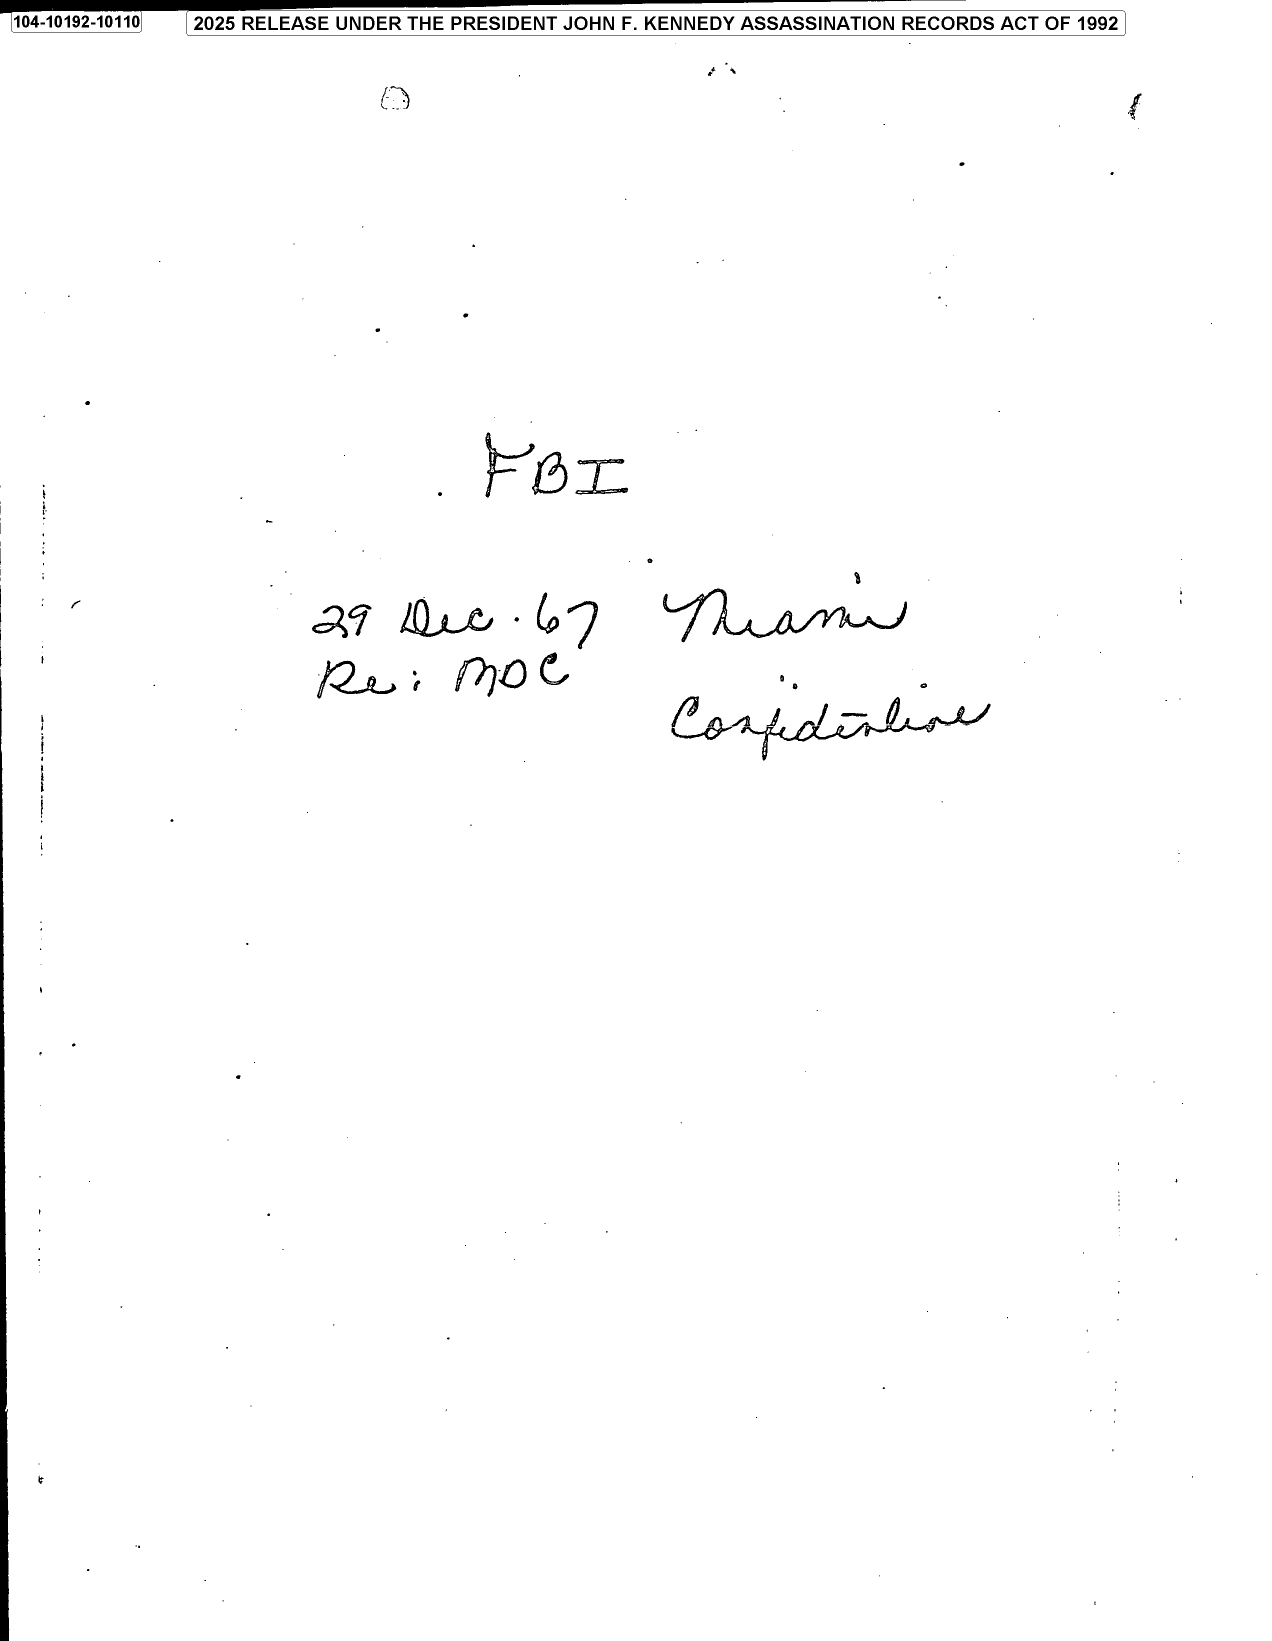 104-10192-10110
2025 RELEASE UNDER THE PRESIDENT JOHN F. KENNEDY ASSASSINATION RECORDS ACT OF 1992
FBI
29 Dec. 67 Miami
Re: MDC
Confidential